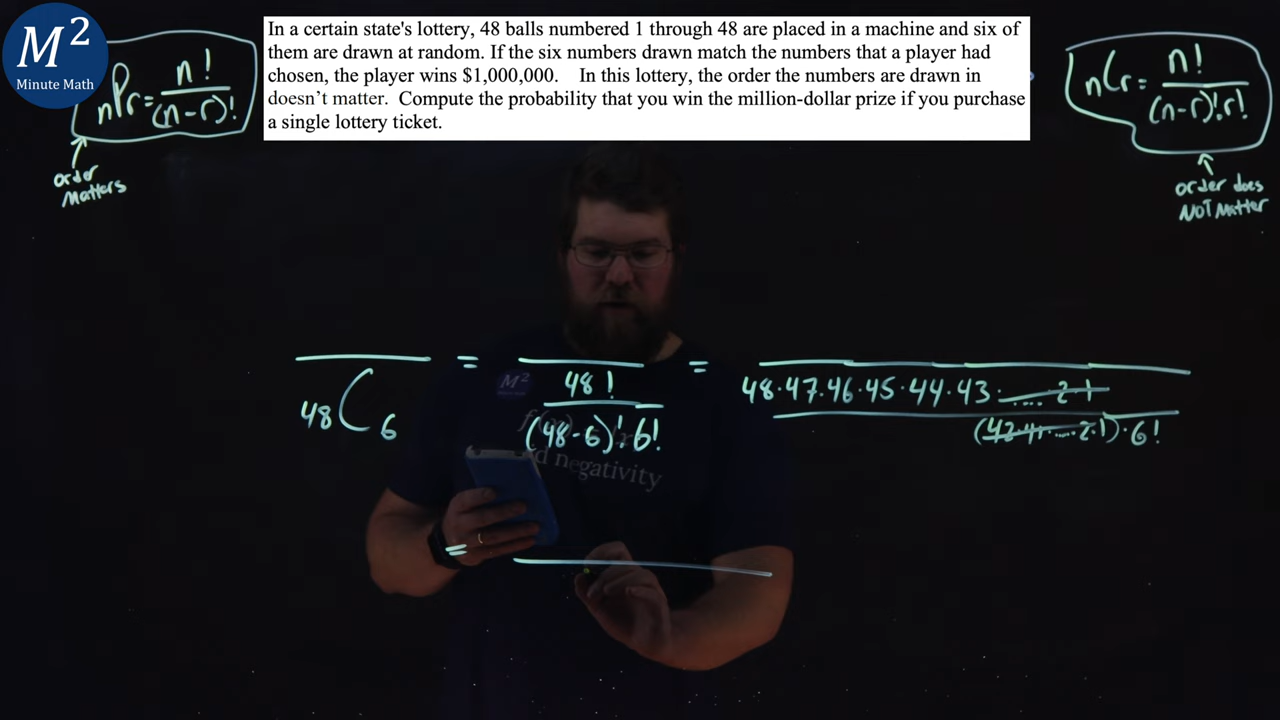 M²
Minute Math
nPr = n! / (n-r)!
order
Matters
In a certain state's lottery, 48 balls numbered 1 through 48 are placed in a machine and six of
them are drawn at random. If the six numbers drawn match the numbers that a player had
chosen, the player wins $1,000,000. In this lottery, the order the numbers are drawn in
doesn't matter. Compute the probability that you win the million-dollar prize if you purchase
a single lottery ticket.
nCr = n! / (n-r)!·r!
order does
NOT Matter
48C6 = 48! / (48-6)!·6! = 48·47·46·45·44·43·....2·1 / (42·41·....2·1)·6!
M²
d negativity
=